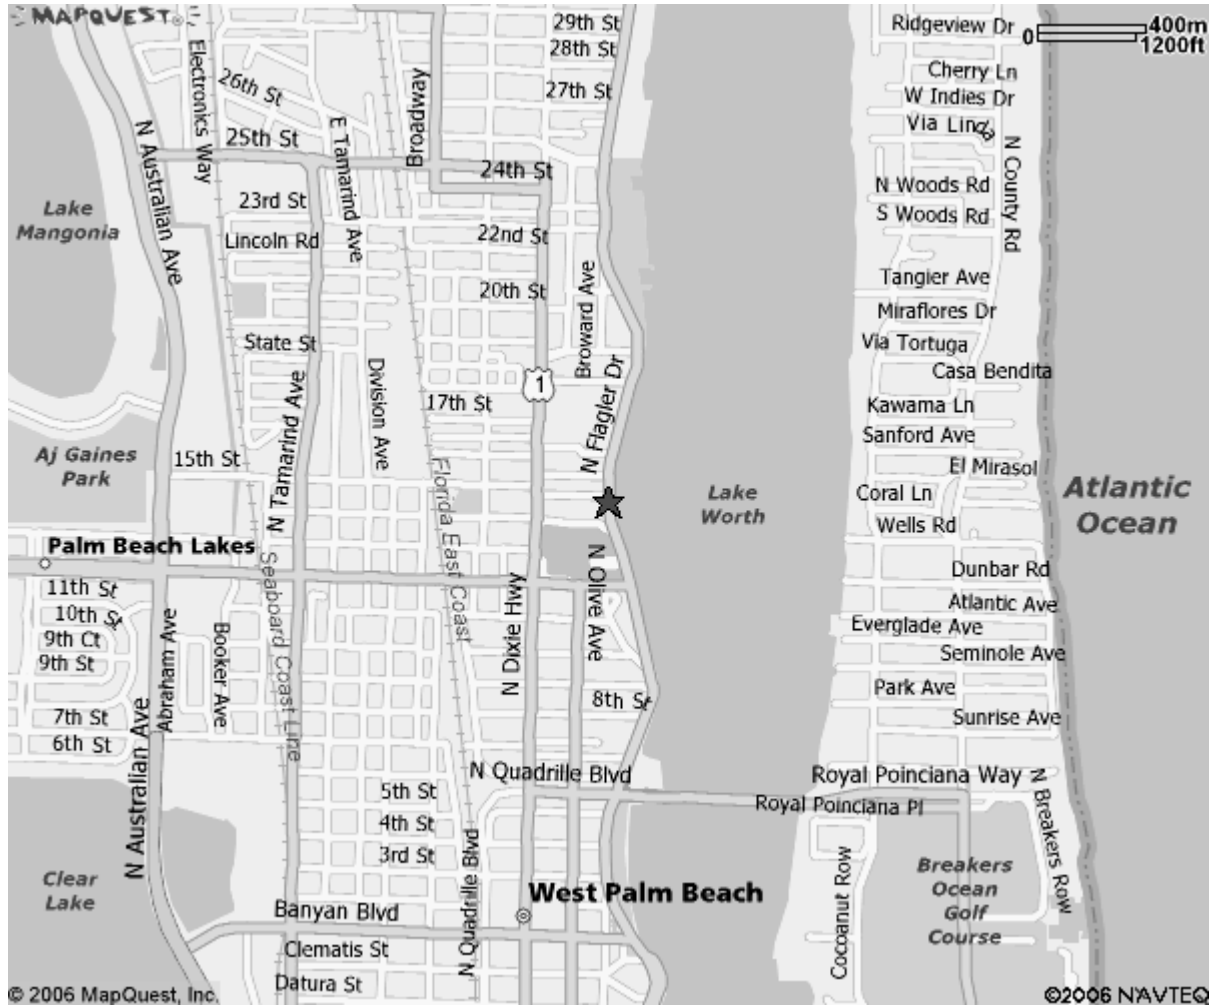 MAPQUEST
29th St
Ridgeview Dr
0
400m
1200ft
28th St
Electronics Way
Cherry Ln
26th St
Broadway
27th St
W Indies Dr
N Australian Ave
25th St
E Tamarind Ave
Via Linda
N County Rd
24th St
N Woods Rd
23rd St
S Woods Rd
Lake
Mangonia
Lincoln Rd
22nd St
20th St
Broward Ave
Tangier Ave
Miraflores Dr
State St
Via Tortuga
Division Ave
1
Casa Bendita
N Tamarind Ave
17th St
N Flagler Dr
Kawama Ln
Sanford Ave
Aj Gaines
Park
15th St
Florida East Coast
El Mirasol
Coral Ln
Lake
Worth
Atlantic
Ocean
Wells Rd
Palm Beach Lakes
Seaboard Coast Line
N Dixie Hwy
N Olive Ave
Dunbar Rd
11th St
Atlantic Ave
10th St
Abraham Ave
Booker Ave
Everglade Ave
9th Ct
9th St
Seminole Ave
8th St
Park Ave
7th St
Sunrise Ave
6th St
N Australian Ave
N Quadrille Blvd
Royal Poinciana Way
N Breakers Row
5th St
Royal Poinciana Pl
4th St
N Quadrille Blvd
3rd St
Cocoanut Row
Breakers
Ocean
Golf
Course
Clear
Lake
West Palm Beach
Banyan Blvd
Clematis St
Datura St
© 2006 MapQuest, Inc.
©2006 NAVTEQ